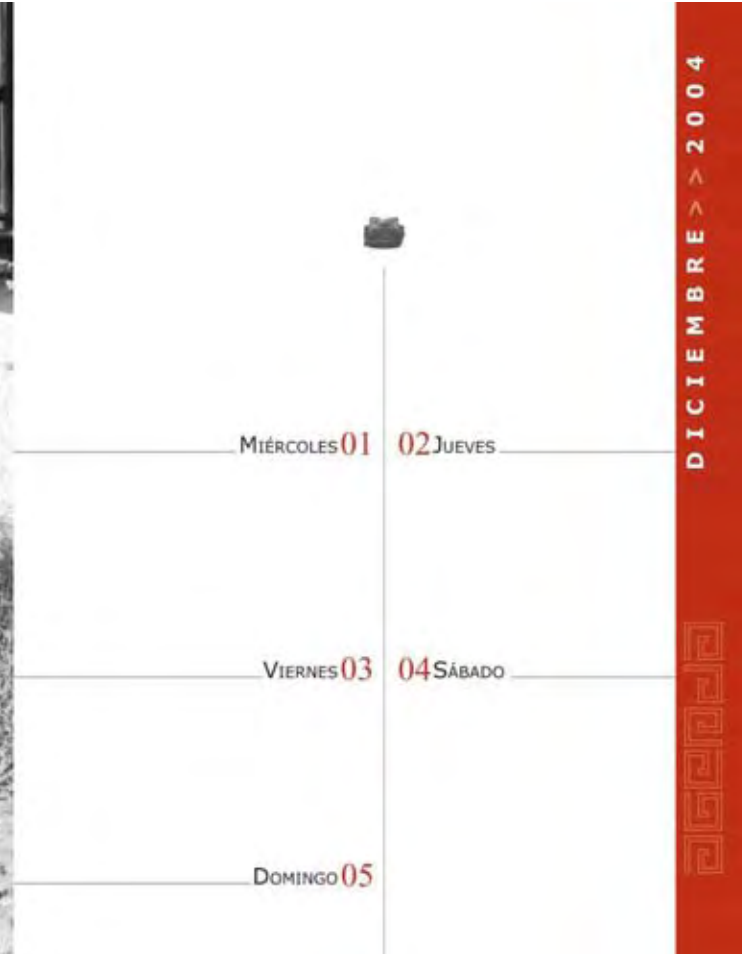 DICIEMBRE>>2004
MIÉRCOLES 01
02 JUEVES
VIERNES 03
04 SÁBADO
DOMINGO 05